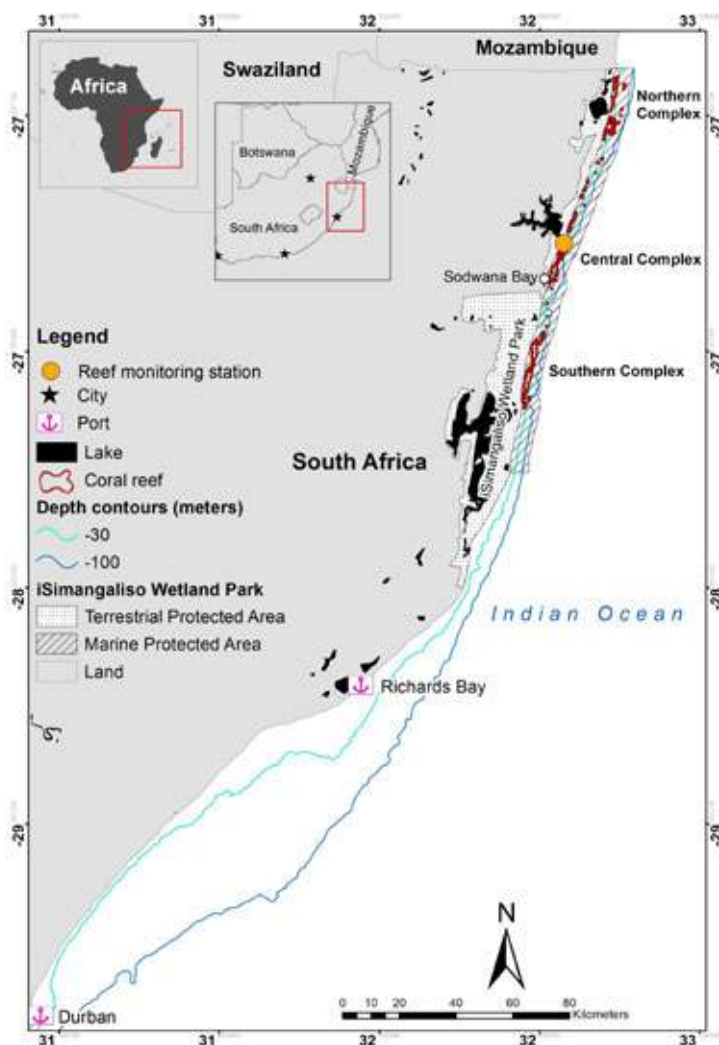 31 31 32 32 33
Mozambique
Swaziland
Africa
Northern
Complex
Mozambique
Botswana
South Africa
Central Complex
Sodwana Bay
iSimangaliso Wetland Park
Southern Complex
South Africa
Legend
Reef monitoring station
City
Port
Lake
Coral reef
Depth contours (meters)
-30
-100
iSimangaliso Wetland Park
Terrestrial Protected Area
Marine Protected Area
Land
Indian Ocean
Richards Bay
Durban
N
0 5 10 20 40 60 80
Kilometers
-27
-27
-28
-29
-27
-27
-28
-29
31 31 32 32 33